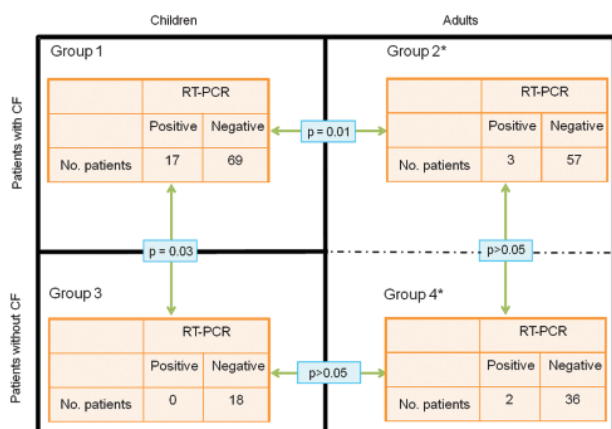 Children Adults
Patients with CF
Group 1
RT-PCR
Positive Negative
No. patients 17 69
p = 0.01
Group 2*
RT-PCR
Positive Negative
No. patients 3 57
p = 0.03
p>0.05
Patients without CF
Group 3
RT-PCR
Positive Negative
No. patients 0 18
p>0.05
Group 4*
RT-PCR
Positive Negative
No. patients 2 36